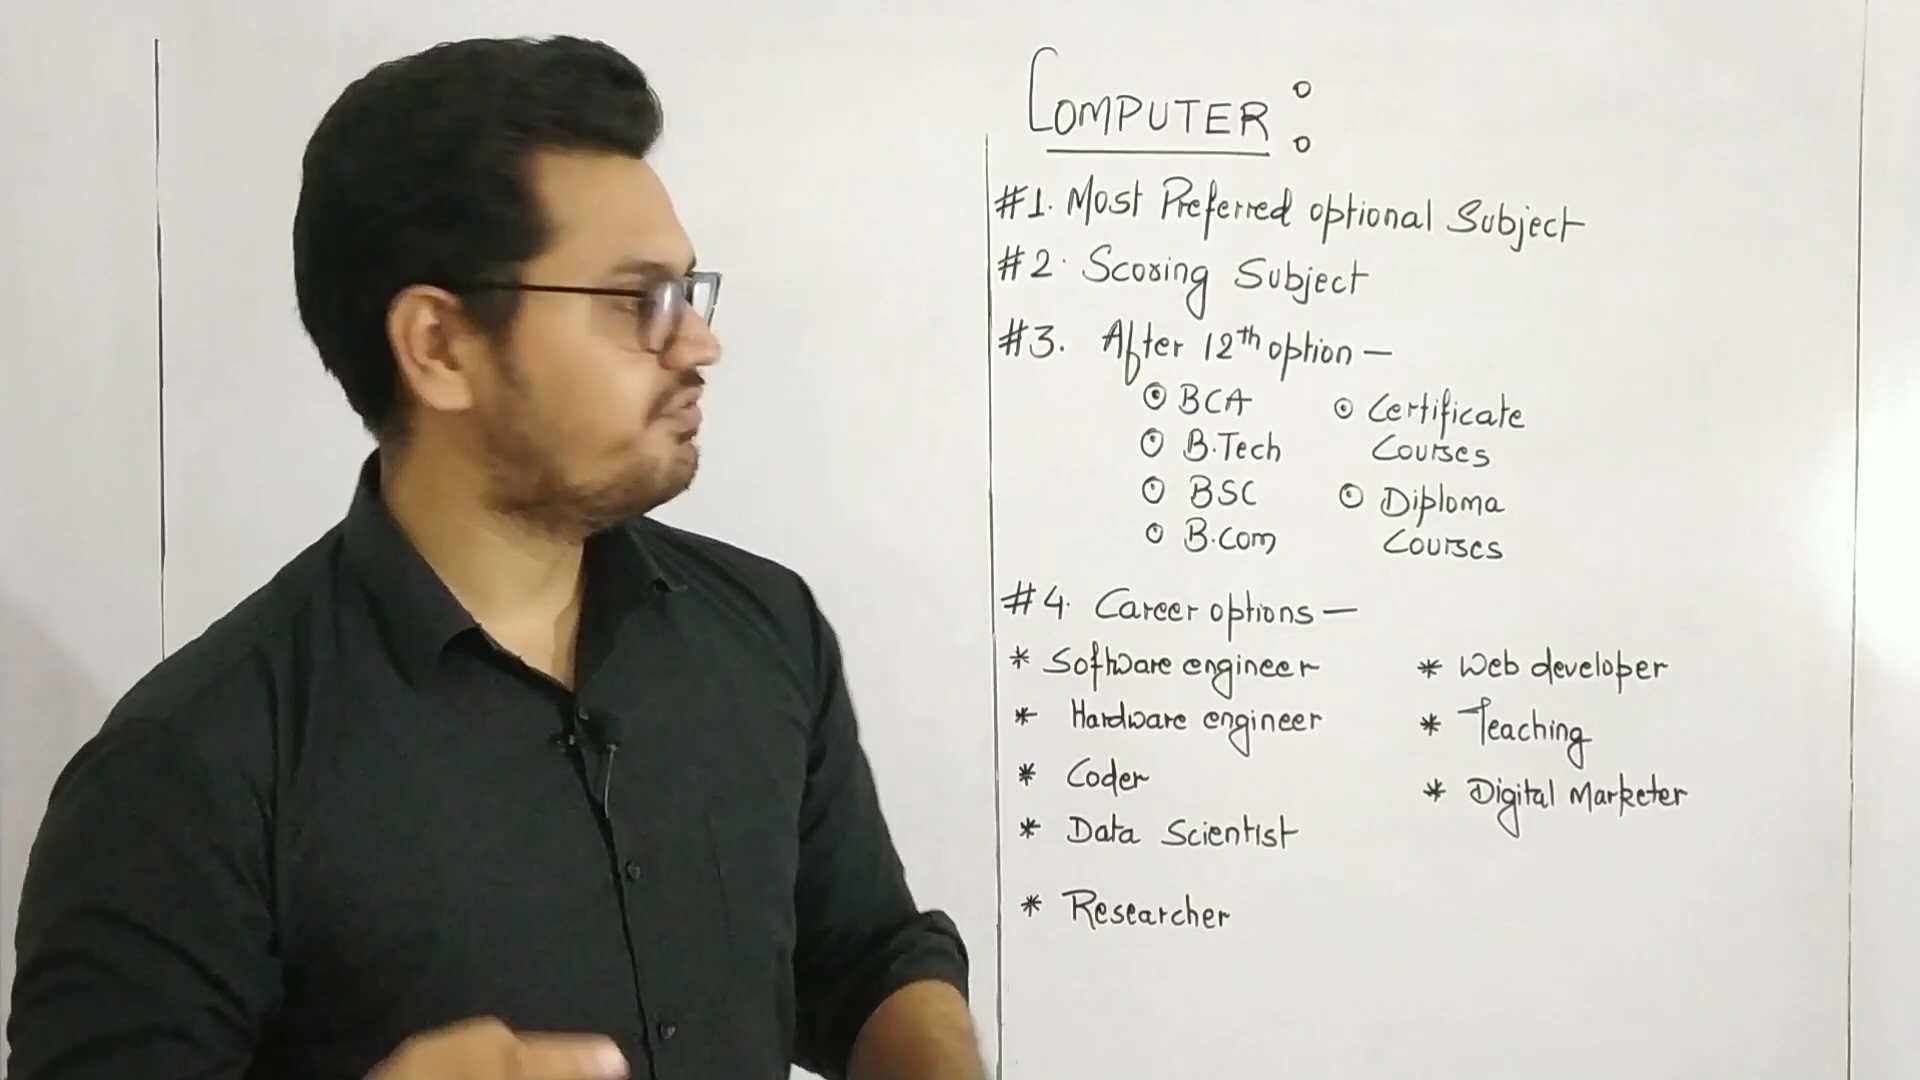 COMPUTER :
#1. Most Preferred optional Subject
#2. Scoring Subject
#3. After 12th option —
⊙ BCA
⊙ B.Tech
⊙ BSC
⊙ B.Com
⊙ Certificate
Courses
⊙ Diploma
Courses
#4. Career options —
* Software engineer
* Hardware engineer
* Coder
* Data Scientist
* Researcher
* Web developer
* Teaching
* Digital Marketer